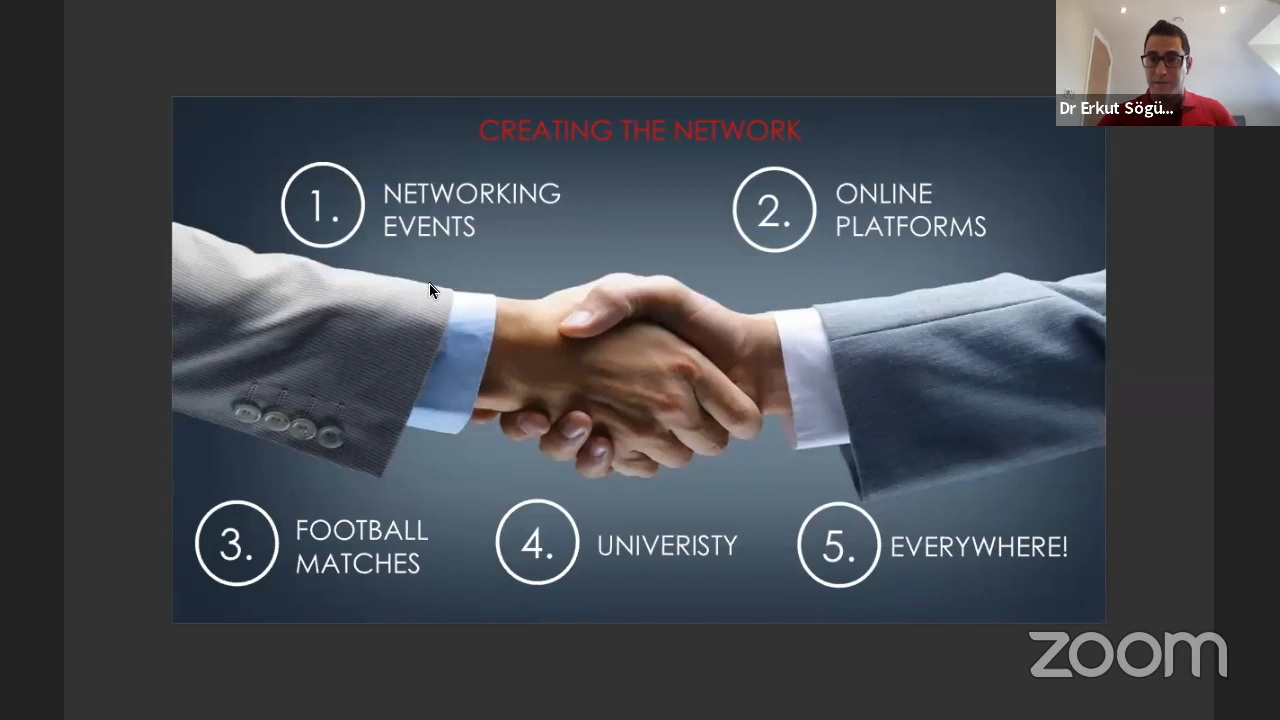 Dr Erkut Sögü...
CREATING THE NETWORK
1.
NETWORKING
EVENTS
2.
ONLINE
PLATFORMS
3.
FOOTBALL
MATCHES
4.
UNIVERISTY
5.
EVERYWHERE!
zoom